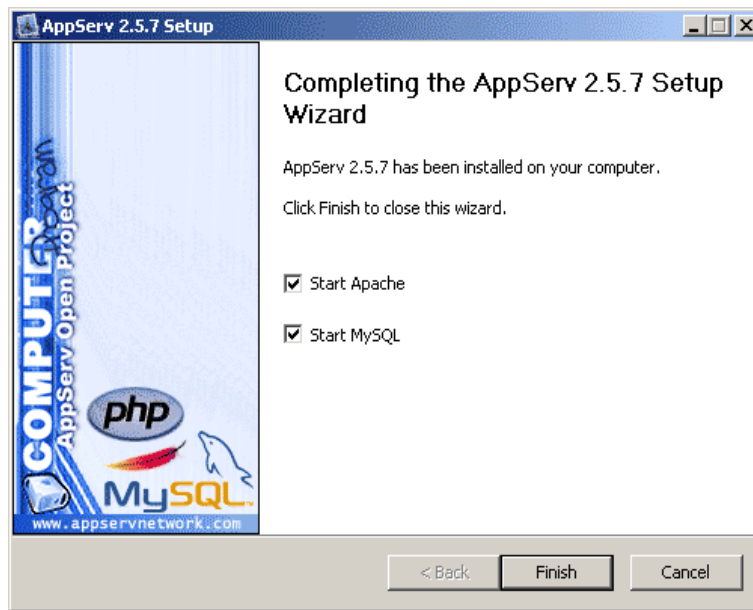 AppServ 2.5.7 Setup
Completing the AppServ 2.5.7 Setup
Wizard
AppServ 2.5.7 has been installed on your computer.
Click Finish to close this wizard.
Start Apache
Start MySQL
COMPUTER
Program
AppServ Open Project
php
MySQL
www.appservnetwork.com
< Back
Finish
Cancel